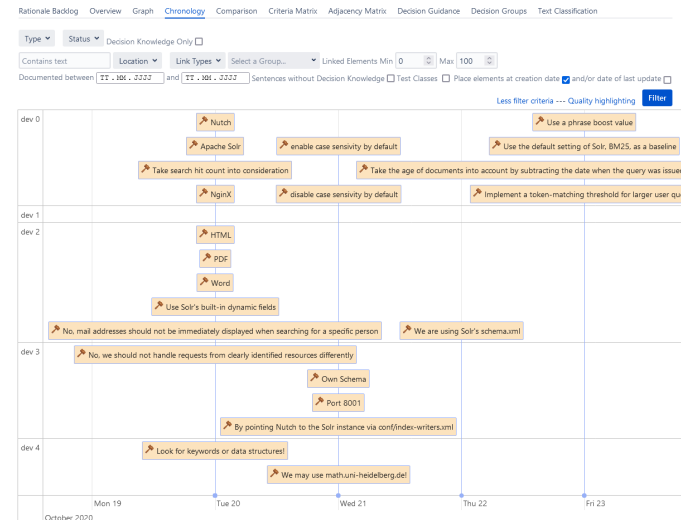 Rationale Backlog Overview Graph Chronology Comparison Criteria Matrix Adjacency Matrix Decision Guidance Decision Groups Text Classification
Type Status Decision Knowledge Only
Contains text Location Link Types Select a Group... Linked Elements Min 0 Max 100
Documented between TT.MM.JJJJ and TT.MM.JJJJ Sentences without Decision Knowledge Test Classes Place elements at creation date and/or date of last update
Less filter criteria --- Quality highlighting Filter
dev 0
Nutch Use a phrase boost value
Apache Solr enable case sensivity by default Use the default setting of Solr, BM25, as a baseline
Take search hit count into consideration Take the age of documents into account by subtracting the date when the query was issue
NginX disable case sensivity by default Implement a token-matching threshold for larger user qu
dev 1
dev 2
HTML
PDF
Word
Use Solr's built-in dynamic fields
No, mail addresses should not be immediately displayed when searching for a specific person We are using Solr's schema.xml
dev 3
No, we should not handle requests from clearly identified resources differently
Own Schema
Port 8001
By pointing Nutch to the Solr instance via conf/index-writers.xml
dev 4
Look for keywords or data structures!
We may use math.uni-heidelberg.de!
Mon 19 Tue 20 Wed 21 Thu 22 Fri 23
October 2020